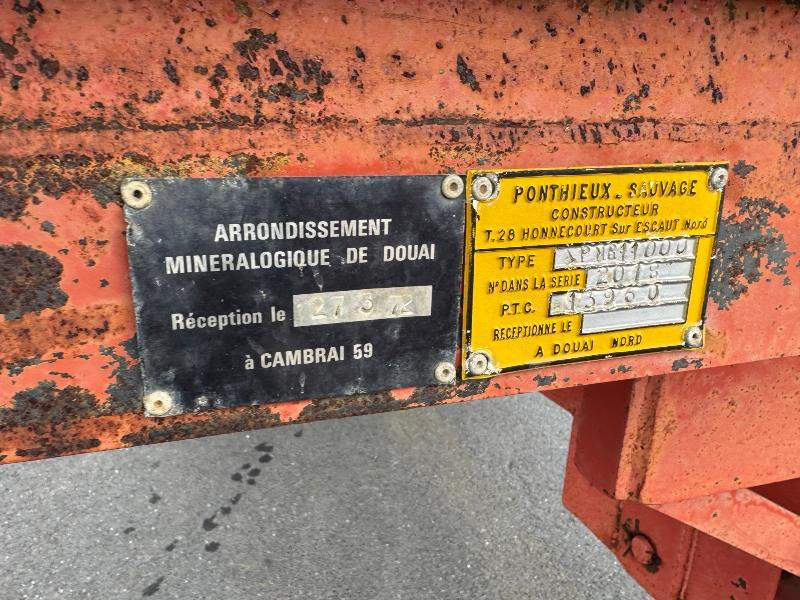 ARRONDISSEMENT
MINERALOGIQUE DE DOUAI
Réception le 27 3 72
à CAMBRAI 59
PONTHIEUX - SAUVAGE
CONSTRUCTEUR
T.28 HONNECOURT Sur ESCAUT Nord
TYPE
N° DANS LA SERIE 2018
P.T.C. 13960
RECEPTIONNE LE
A DOUAI NORD